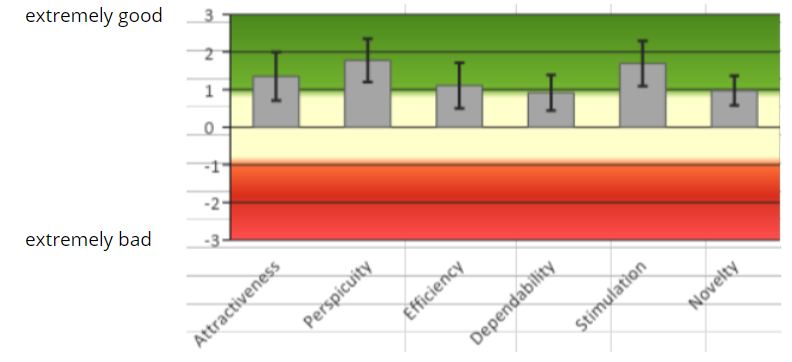 extremely good
3
2
1
0
-1
-2
-3
extremely bad
Attractiveness
Perspicuity
Efficiency
Dependability
Stimulation
Novelty